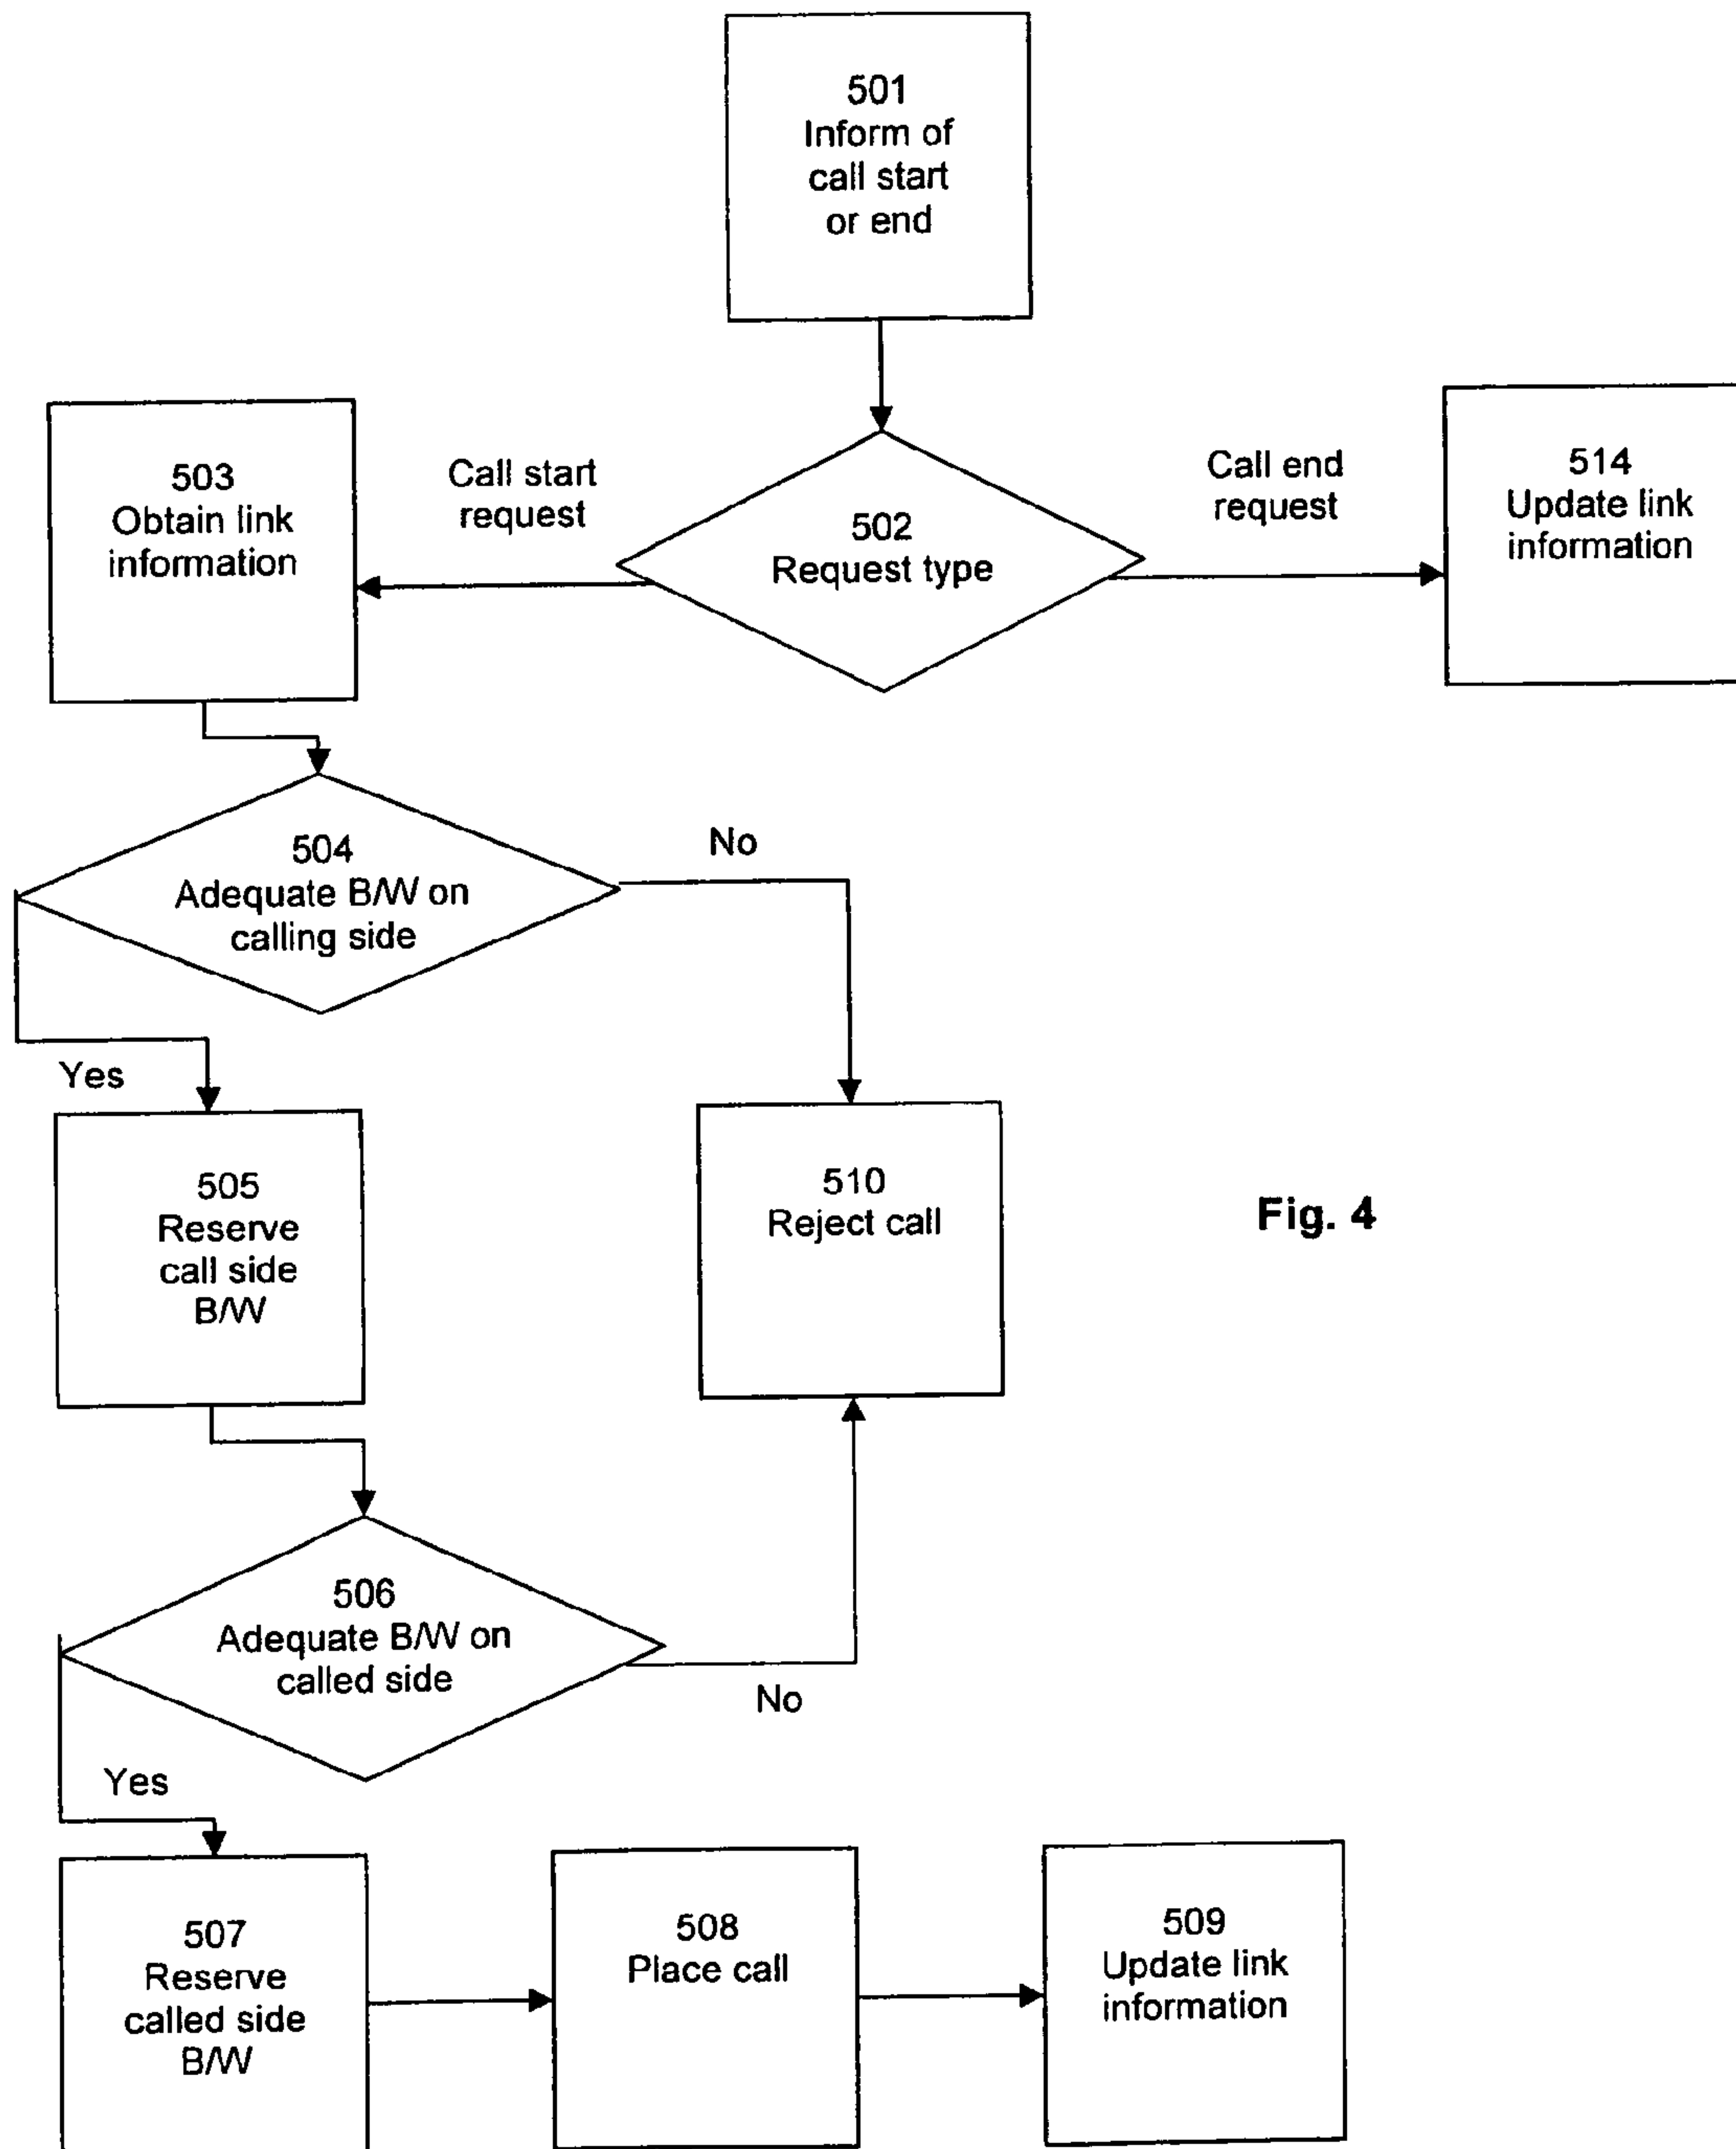 501
Inform of
call start
or end
503
Obtain link
information
Call start
request
502
Request type
Call end
request
514
Update link
information
504
Adequate B/W on
calling side
No
Yes
505
Reserve
call side
B/W
510
Reject call
Fig. 4
506
Adequate B/W on
called side
No
Yes
507
Reserve
called side
B/W
508
Place call
509
Update link
information